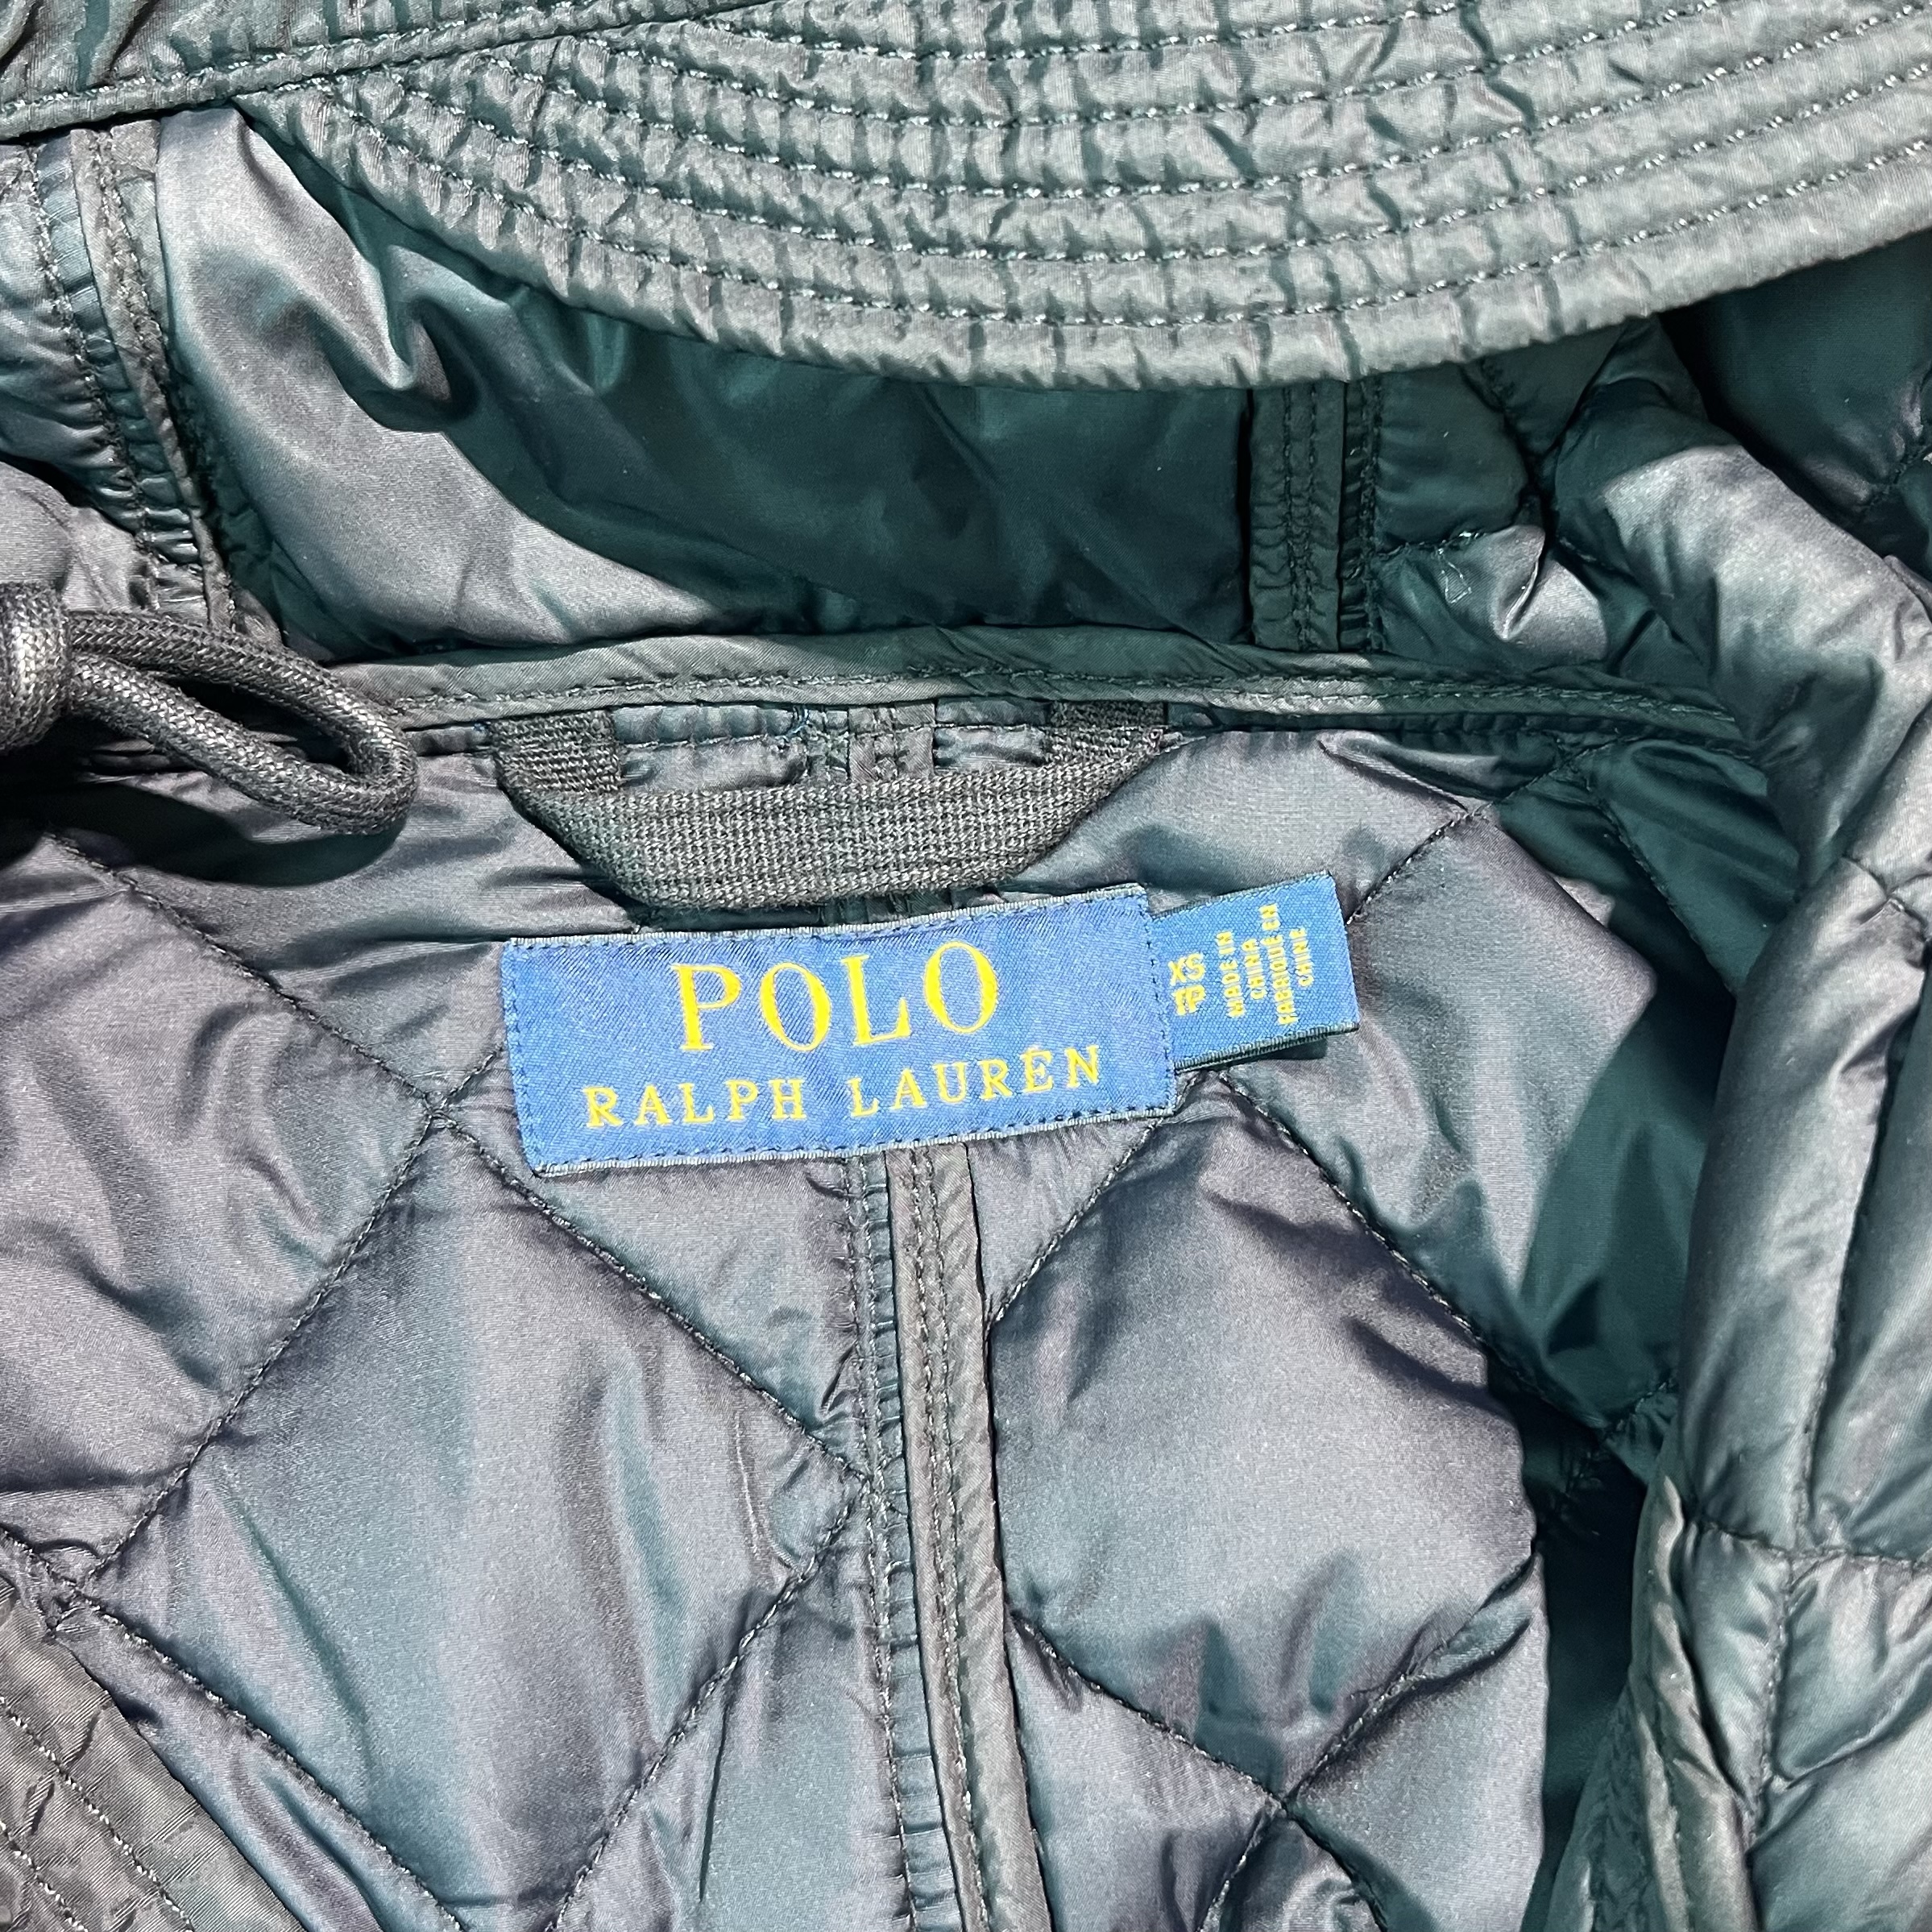 POLO
RALPH LAUREN
XS
TP
MADE IN
CHINA
FABRIQUÉ EN
CHINE